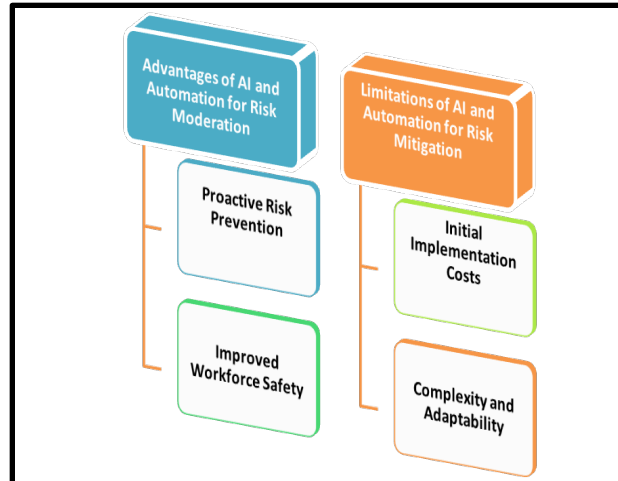 Advantages of AI and
Automation for Risk
Moderation
Proactive Risk
Prevention
Improved
Workforce Safety
Limitations of AI and
Automation for Risk
Mitigation
Initial
Implementation
Costs
Complexity and
Adaptability